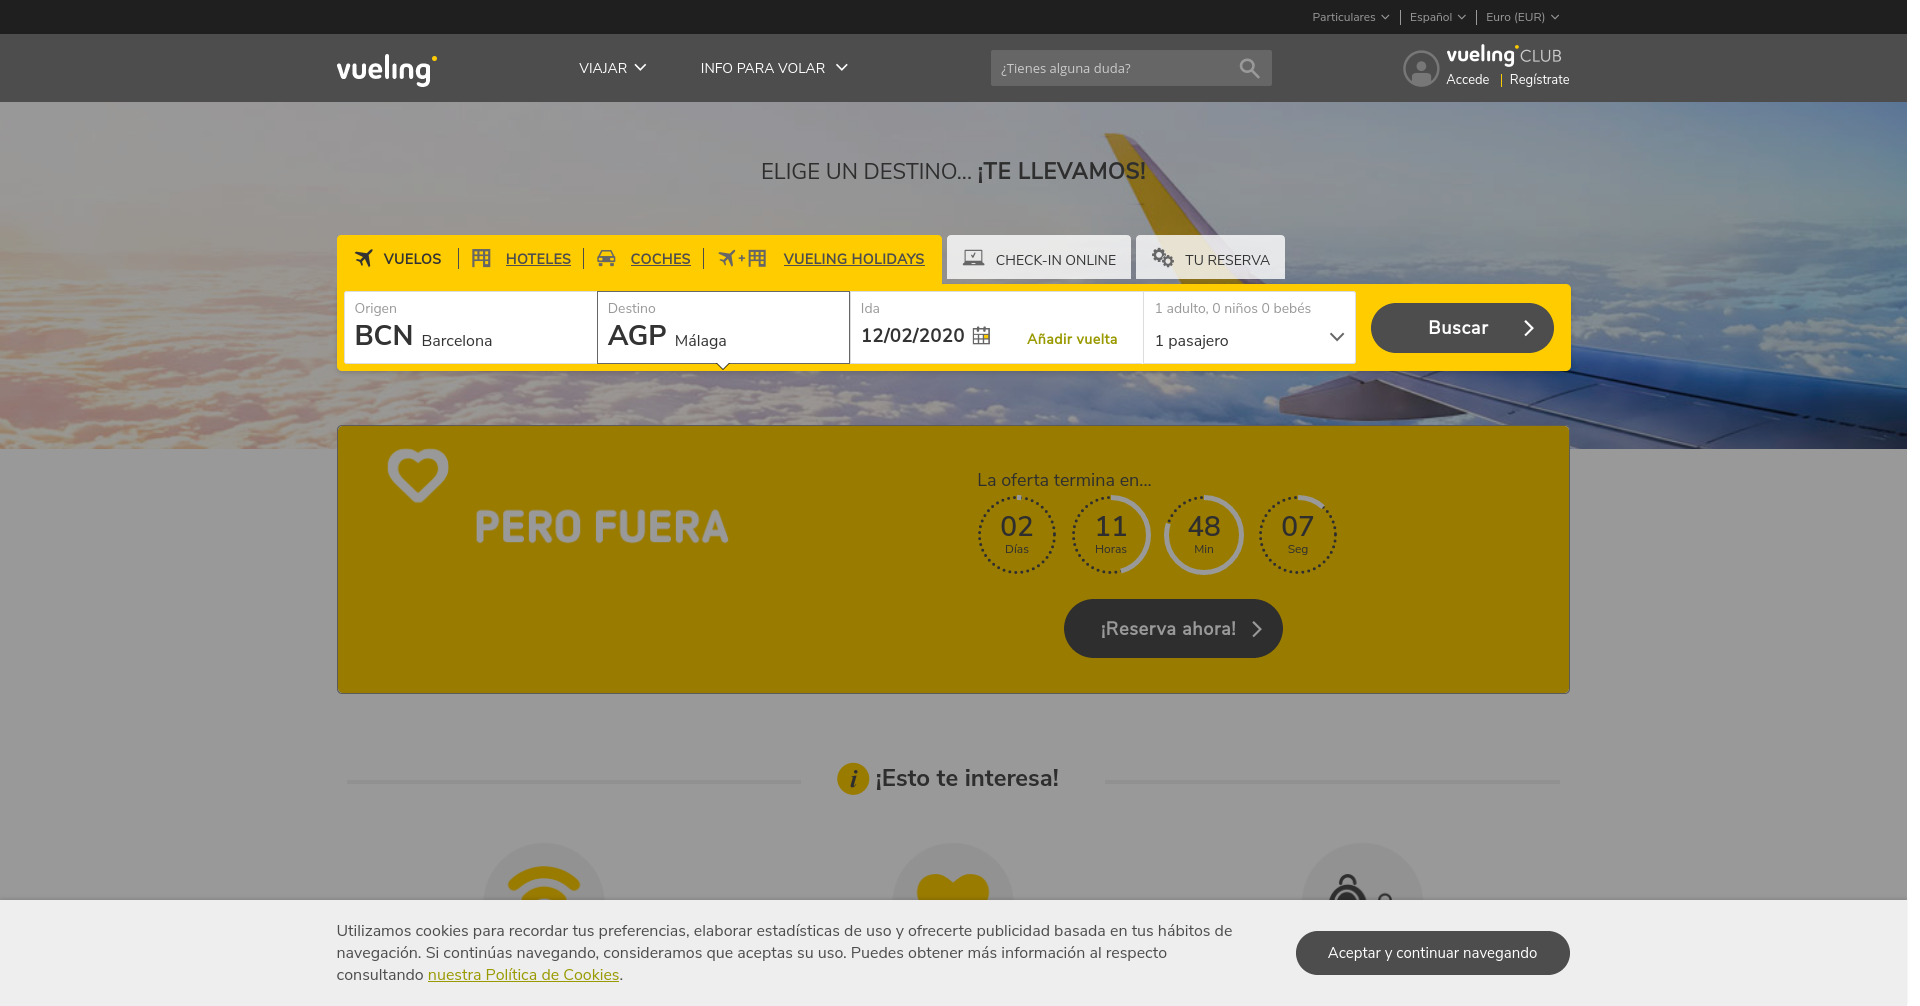 Particulares
Español
Euro (EUR)
vueling
VIAJAR
INFO PARA VOLAR
¿Tienes alguna duda?
vueling CLUB
Accede | Regístrate
ELIGE UN DESTINO... ¡TE LLEVAMOS!
VUELOS
HOTELES
COCHES
VUELING HOLIDAYS
CHECK-IN ONLINE
TU RESERVA
Origen
BCN Barcelona
Destino
AGP Málaga
Ida
12/02/2020
Añadir vuelta
1 adulto, 0 niños 0 bebés
1 pasajero
Buscar
PERO FUERA
La oferta termina en...
02 Días
11 Horas
48 Min
07 Seg
¡Reserva ahora!
¡Esto te interesa!
Utilizamos cookies para recordar tus preferencias, elaborar estadísticas de uso y ofrecerte publicidad basada en tus hábitos de
navegación. Si continúas navegando, consideramos que aceptas su uso. Puedes obtener más información al respecto
consultando nuestra Política de Cookies.
Aceptar y continuar navegando